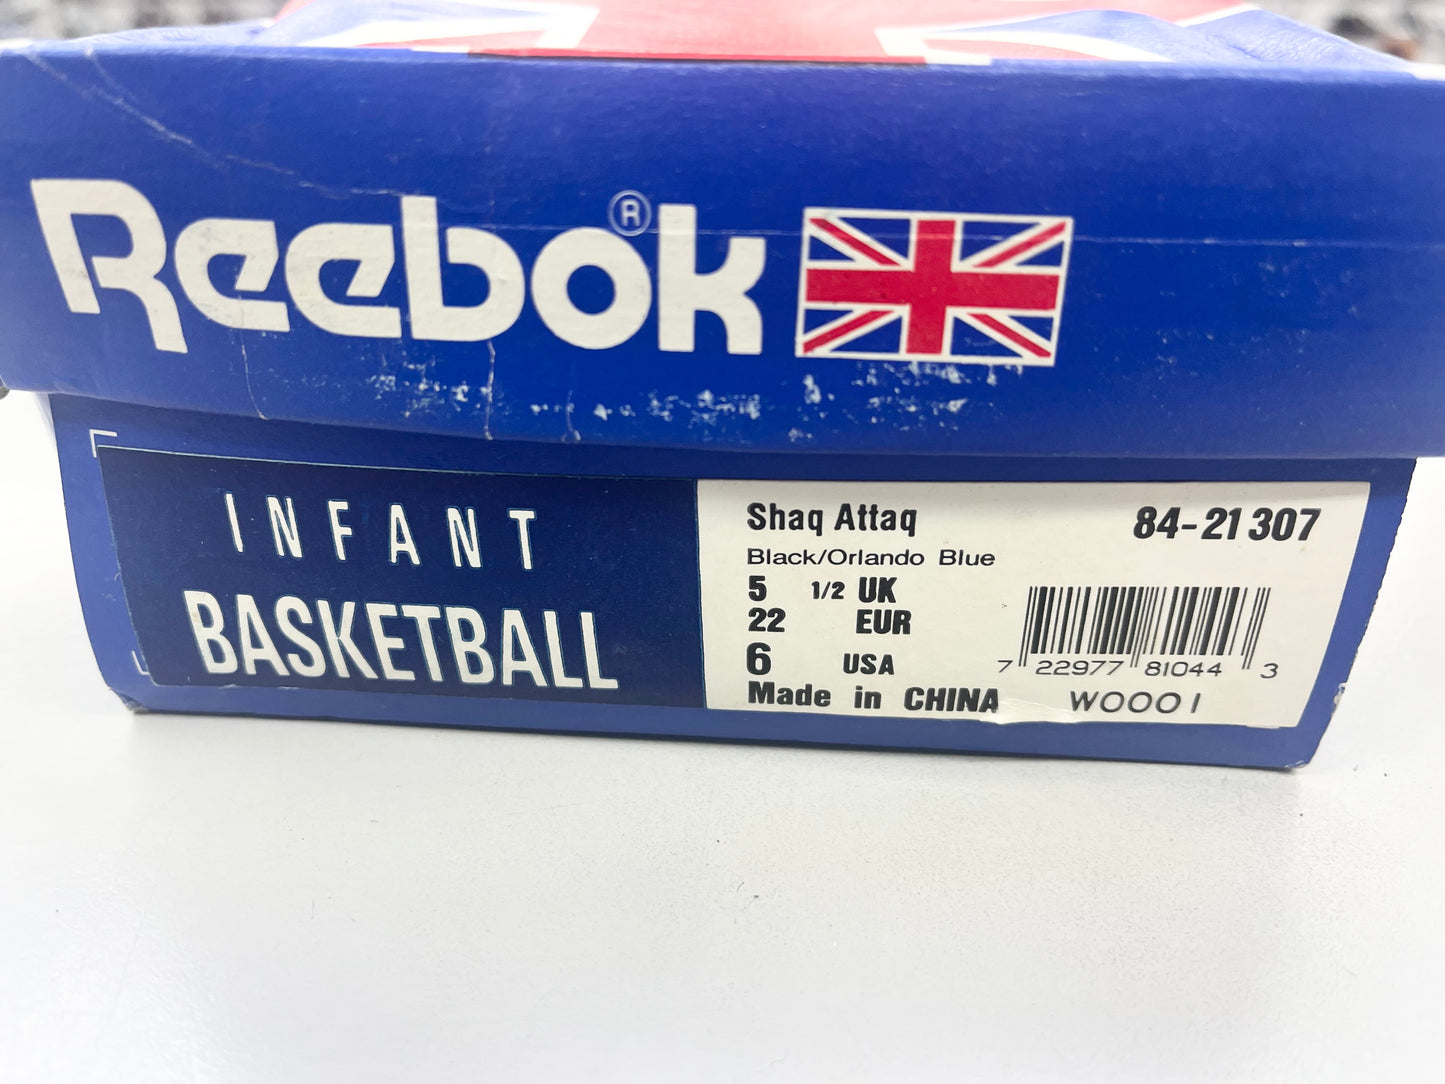 Reebok®
INFANT
BASKETBALL
Shaq Attaq 84-21307
Black/Orlando Blue
5 1/2 UK
22 EUR
6 USA
Made in CHINA
7 22977 81044 3
W0001